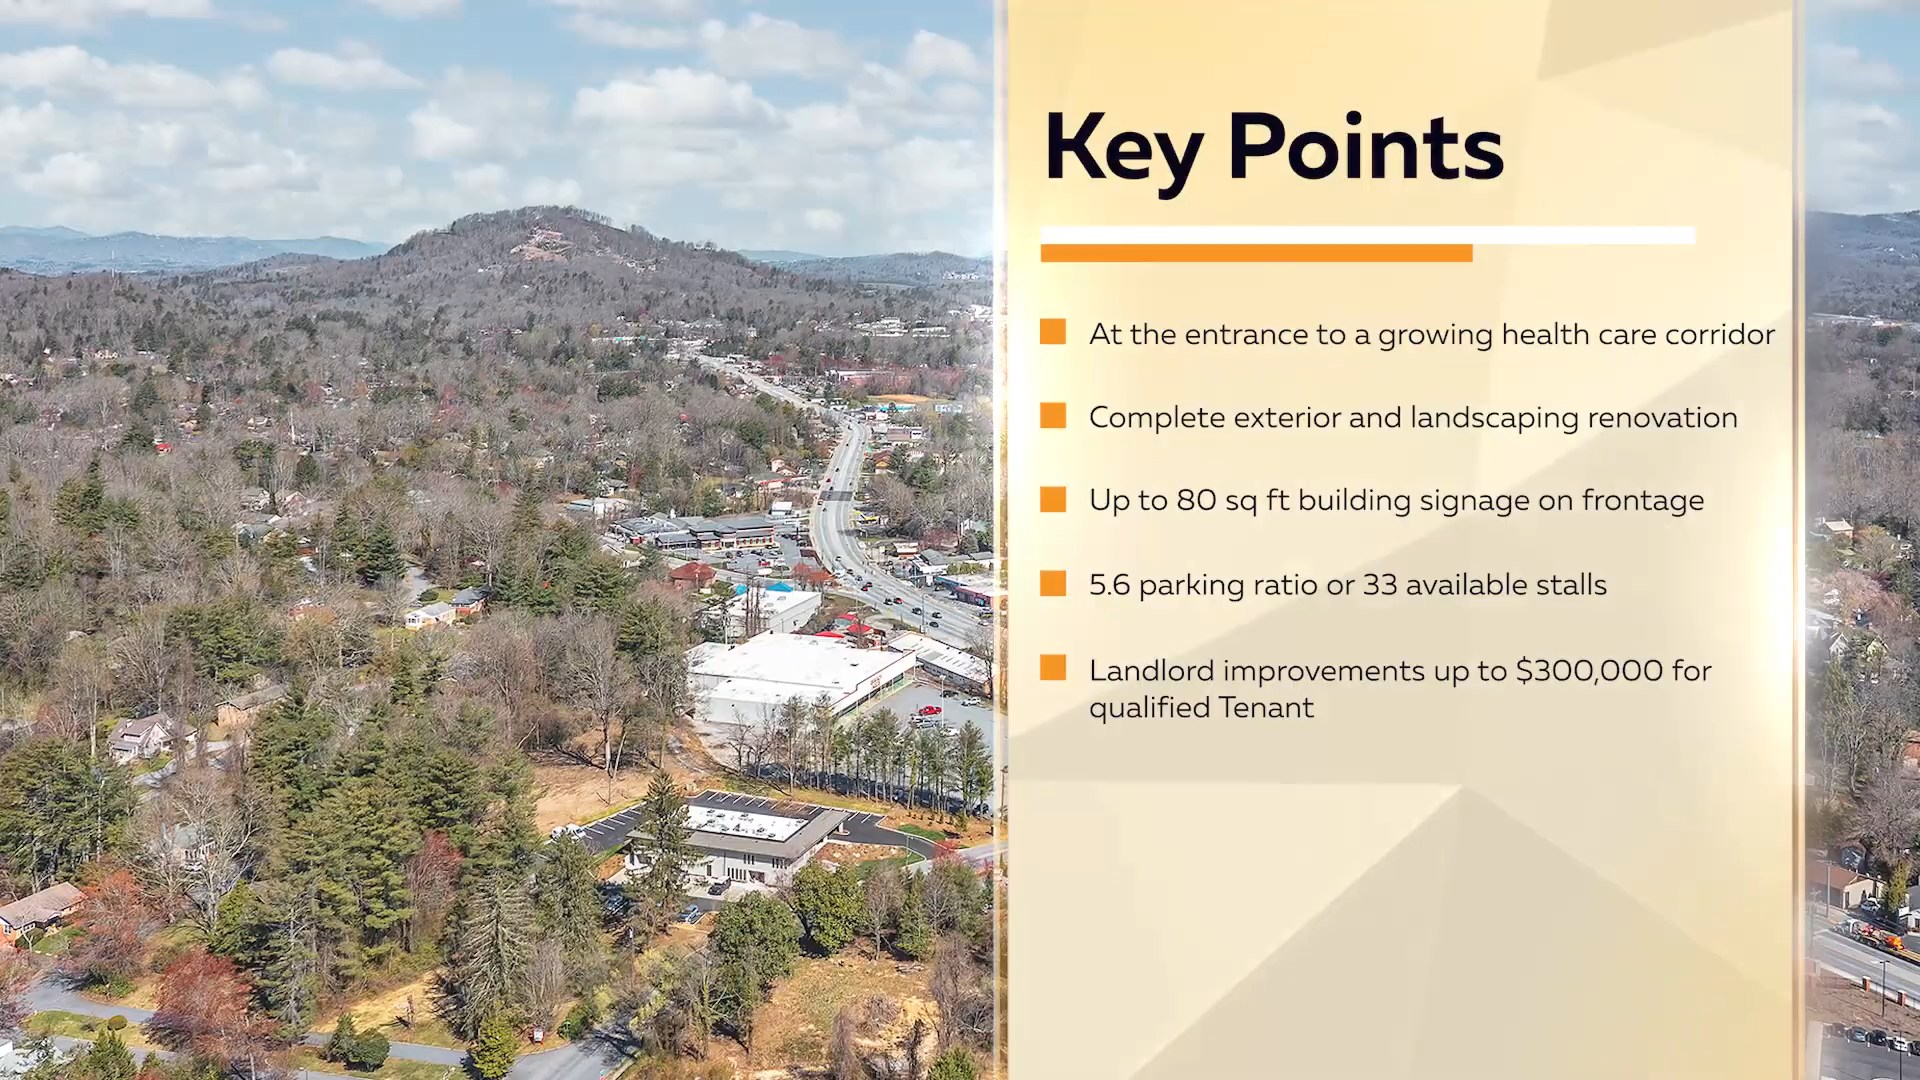 Key Points
At the entrance to a growing health care corridor
Complete exterior and landscaping renovation
Up to 80 sq ft building signage on frontage
5.6 parking ratio or 33 available stalls
Landlord improvements up to $300,000 for
qualified Tenant